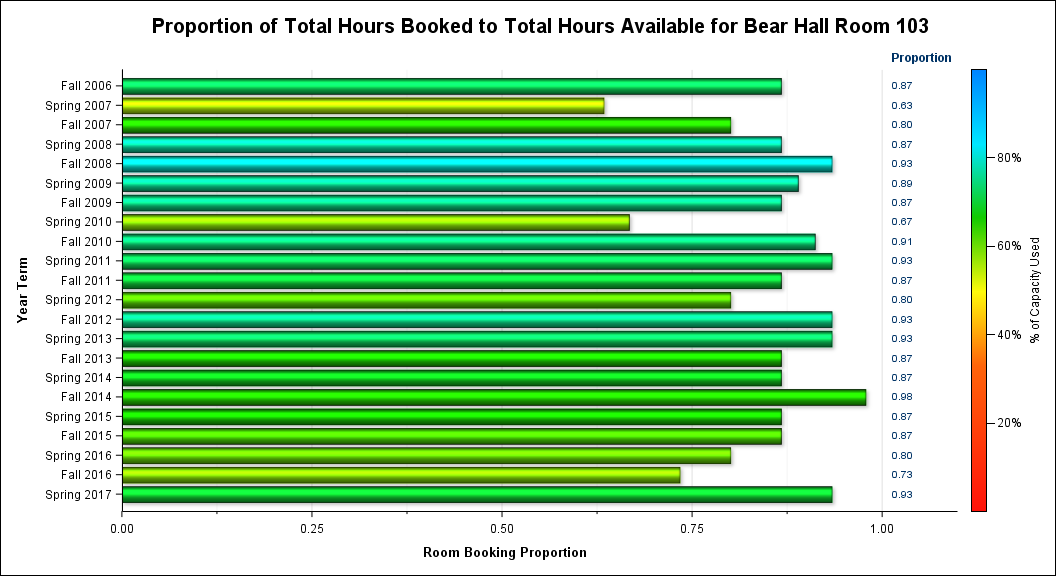 Proportion of Total Hours Booked to Total Hours Available for Bear Hall Room 103
Proportion
Fall 2006 0.87
Spring 2007 0.63
Fall 2007 0.80
Spring 2008 0.87
Fall 2008 0.93
Spring 2009 0.89
Fall 2009 0.87
Spring 2010 0.67
Fall 2010 0.91
Spring 2011 0.93
Fall 2011 0.87
Spring 2012 0.80
Fall 2012 0.93
Spring 2013 0.93
Fall 2013 0.87
Spring 2014 0.87
Fall 2014 0.98
Spring 2015 0.87
Fall 2015 0.87
Spring 2016 0.80
Fall 2016 0.73
Spring 2017 0.93
Year Term
0.00 0.25 0.50 0.75 1.00
Room Booking Proportion
80%
60%
40%
20%
% of Capacity Used